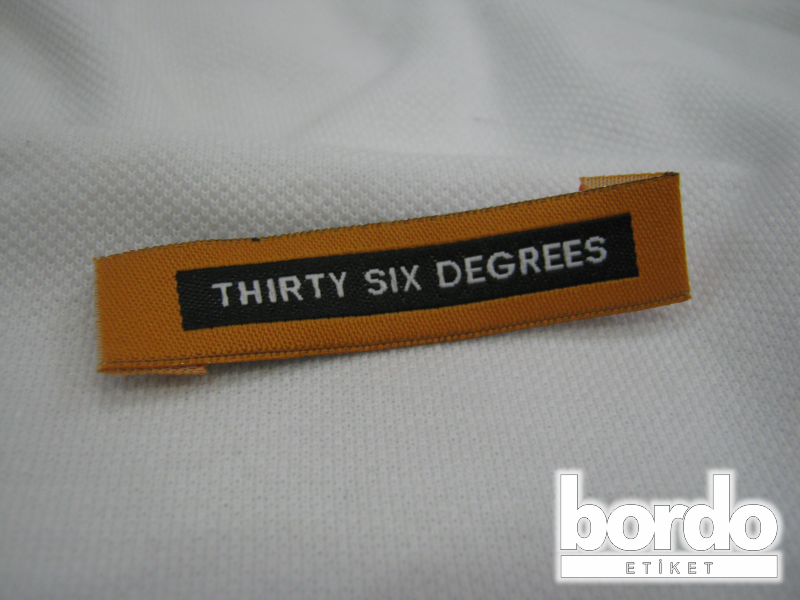 THIRTY SIX DEGREES
bordo
ETİKET